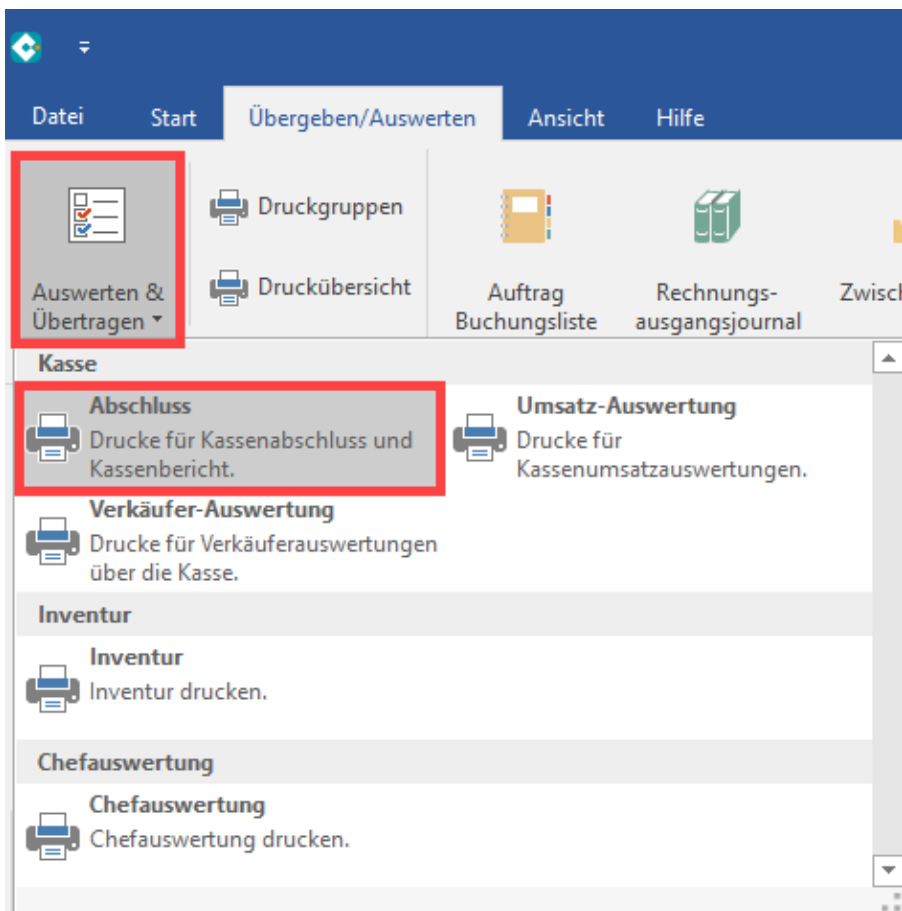 Datei Start Übergeben/Auswerten Ansicht Hilfe
Druckgruppen
Druckübersicht
Auswerten &
Übertragen
Auftrag
Buchungsliste
Rechnungs-
ausgangsjournal
Kasse
Abschluss
Drucke für Kassenabschluss und
Kassenbericht.
Umsatz-Auswertung
Drucke für
Kassenumsatzauswertungen.
Verkäufer-Auswertung
Drucke für Verkäuferauswertungen
über die Kasse.
Inventur
Inventur
Inventur drucken.
Chefauswertung
Chefauswertung
Chefauswertung drucken.